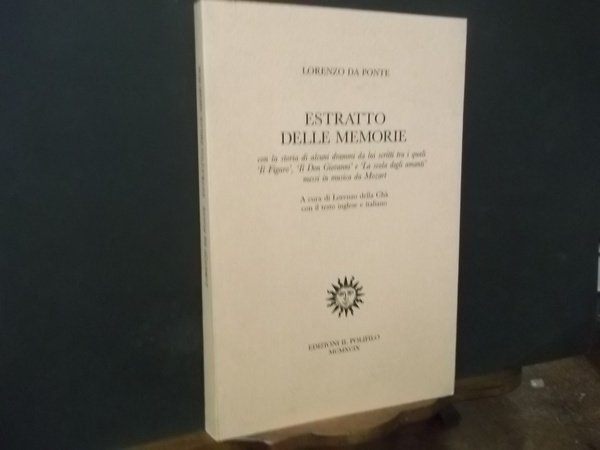 LORENZO DA PONTE
ESTRATTO
DELLE MEMORIE
con la storia di alcuni drammi da lui scritti tra i quali
'Il Figaro', 'Il Don Giovanni' e 'La scola degli amanti'
messi in musica da Mozart
A cura di Lorenzo della Chà
con il testo inglese e italiano
EDIZIONI IL POLIFILO